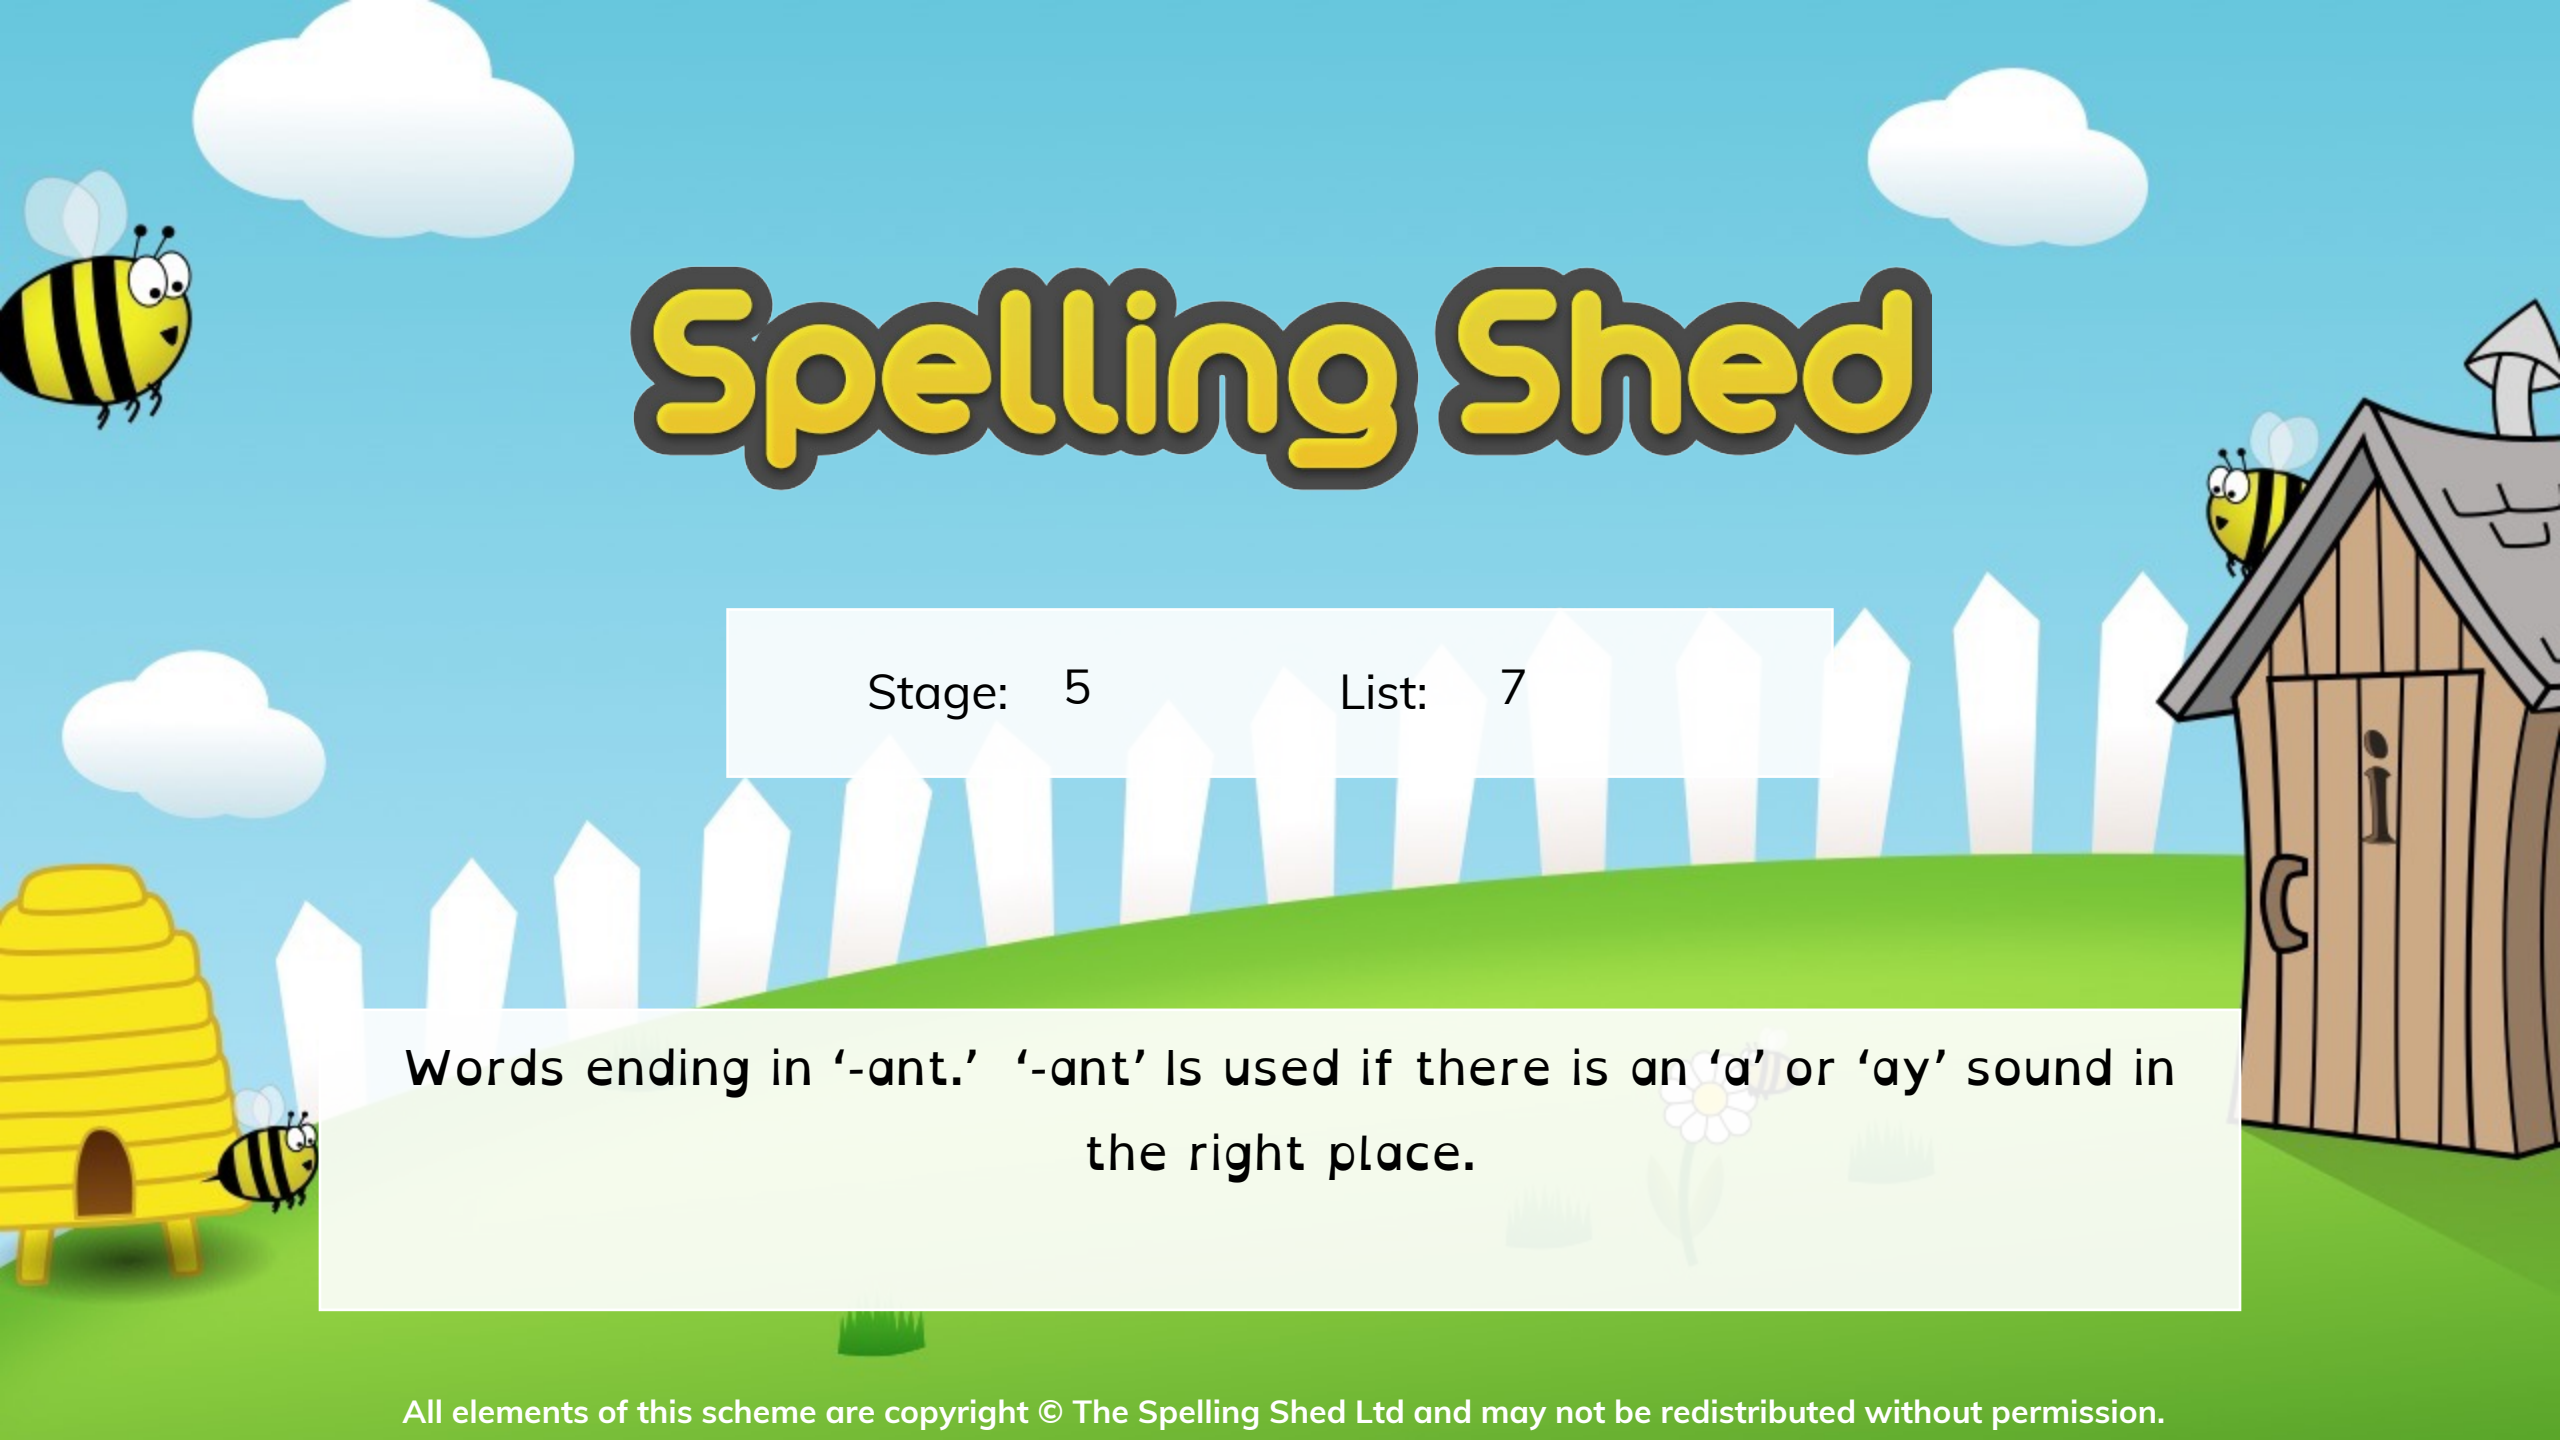 Spelling Shed
Stage: 5 List: 7
i
Words ending in ‘-ant.’ ‘-ant’ Is used if there is an ‘a’ or ‘ay’ sound in
the right place.
All elements of this scheme are copyright © The Spelling Shed Ltd and may not be redistributed without permission.